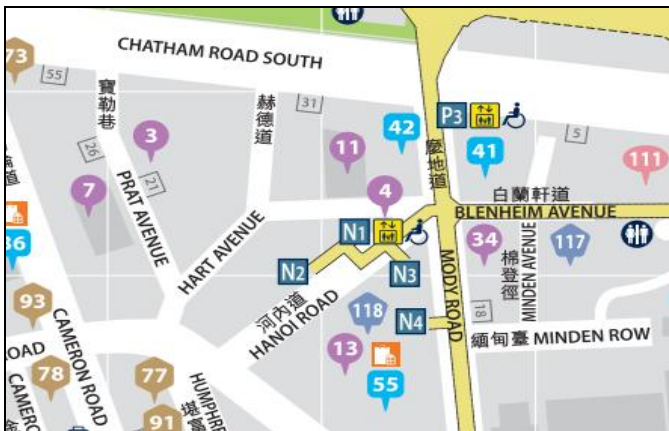 CHATHAM ROAD SOUTH
73
55
寶勒巷
赫德道
31
42
P3
慶地道
41
5
3
26
21
7
11
4
111
白蘭軒道
BLENHEIM AVENUE
PRAT AVENUE
HART AVENUE
N1
N2
N3
34
棉登徑
MINDEN AVENUE
117
36
MODY ROAD
93
CAMERON ROAD
河內道
HANOI ROAD
118
N4
18
緬甸臺 MINDEN ROW
13
55
ROAD
78
77
91